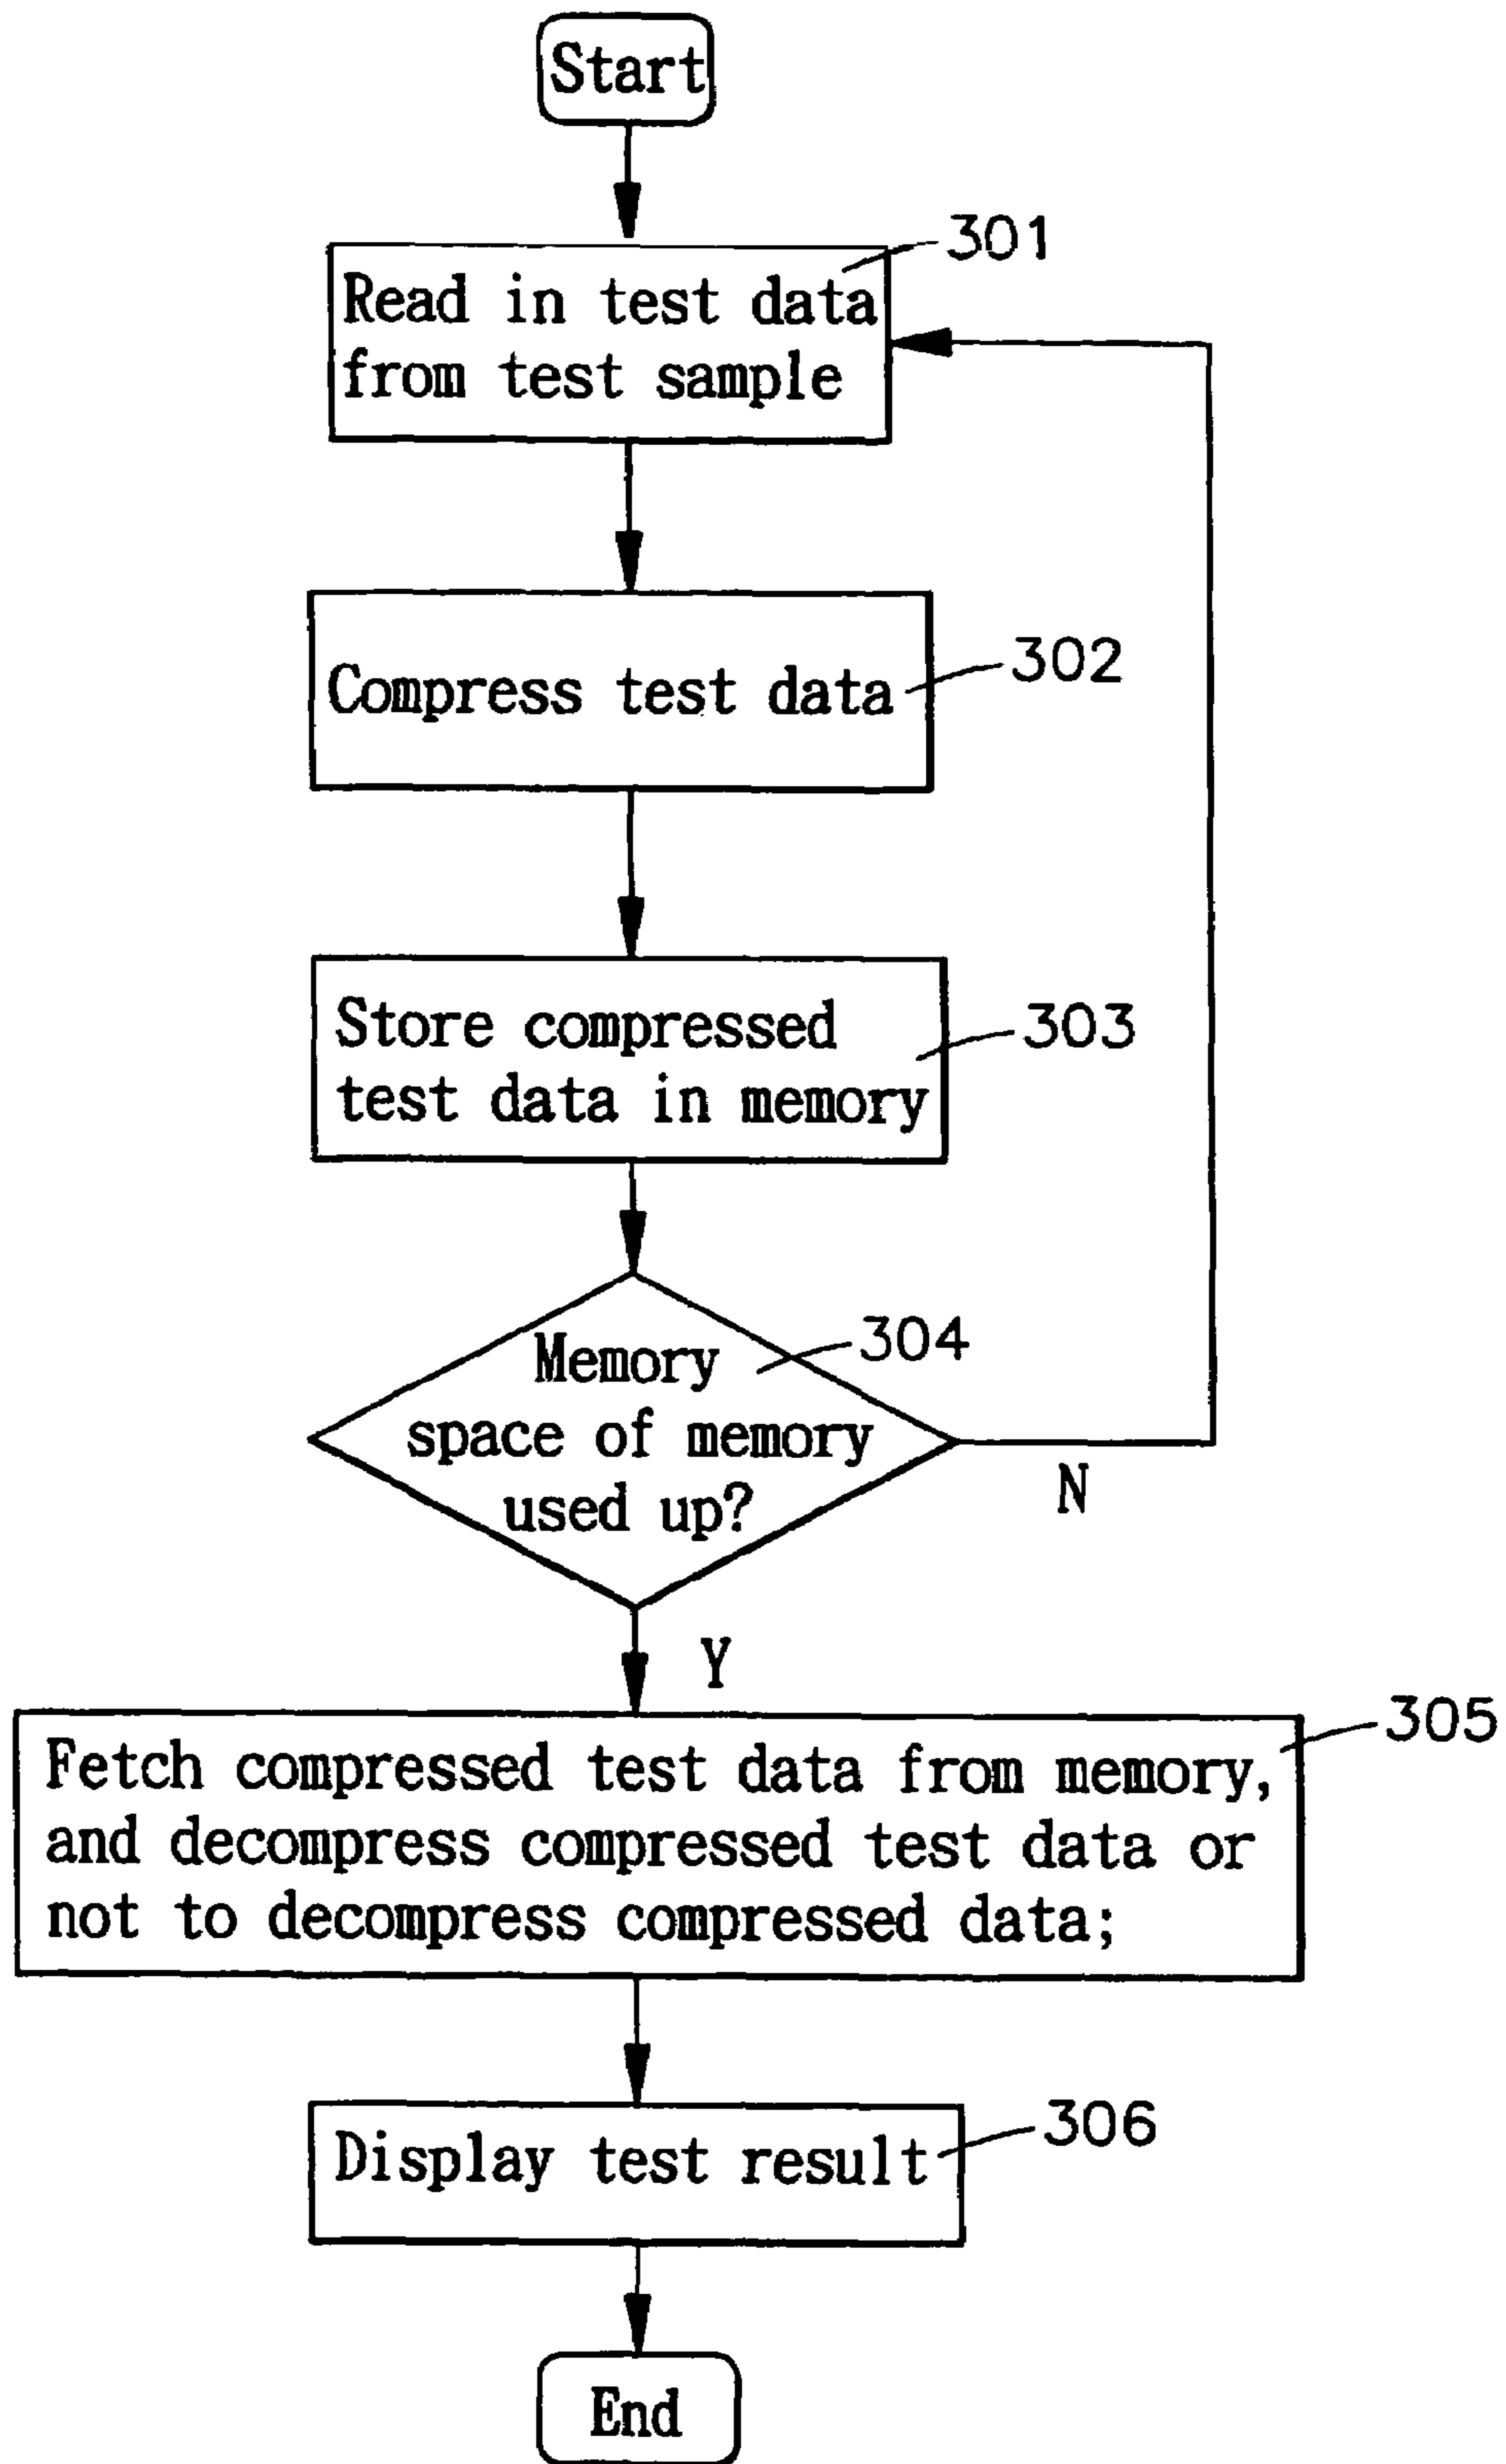 Start
301
Read in test data
from test sample
302
Compress test data
303
Store compressed
test data in memory
304
Memory
space of memory
used up?
N
Y
305
Fetch compressed test data from memory,
and decompress compressed test data or
not to decompress compressed data;
306
Display test result
End